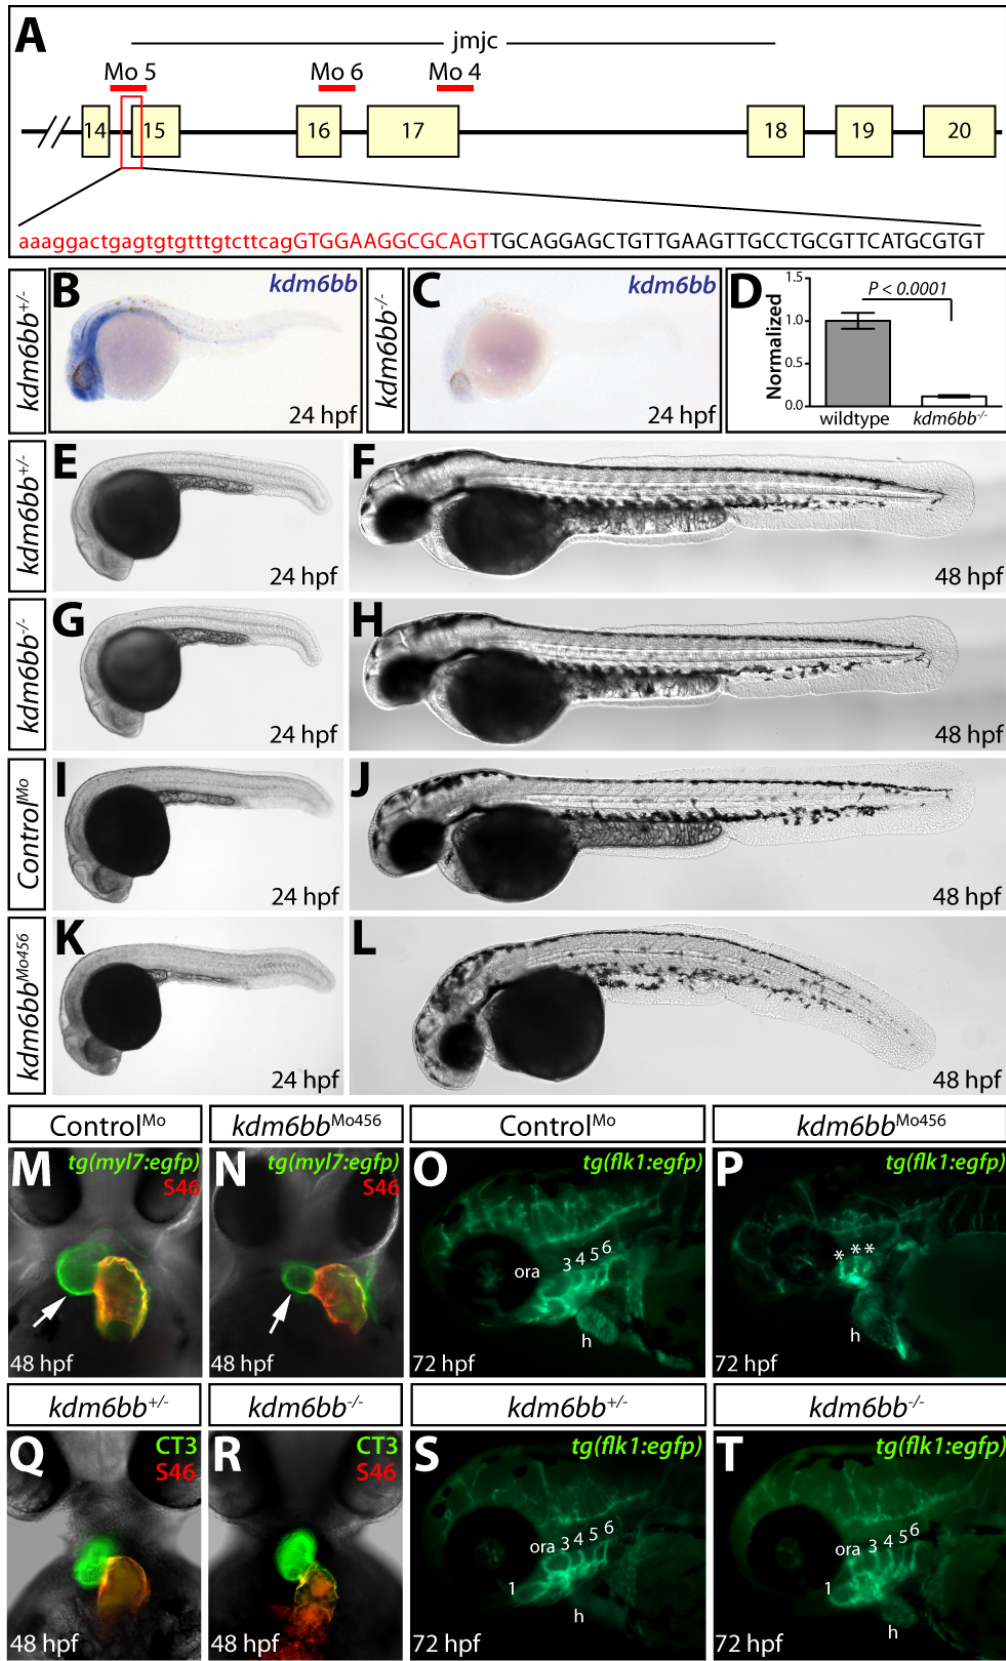 A
jmjc
Mo 5
Mo 6
Mo 4
14
15
16
17
18
19
20
aaaggactgagtgtgtttgtcttcagGTGGAAGGCGCAGTTGCAGGAGCTGTTGAAGTTGCCTGCGTTCATGCGTGT
kdm6bb+/-
B
kdm6bb
24 hpf
kdm6bb-/-
C
kdm6bb
24 hpf
D
Normalized
1.5
1.0
0.5
0.0
P < 0.0001
wildtype
kdm6bb-/-
kdm6bb+/-
E
24 hpf
F
48 hpf
kdm6bb-/-
G
24 hpf
H
48 hpf
ControlMo
I
24 hpf
J
48 hpf
kdm6bbMo456
K
24 hpf
L
48 hpf
ControlMo
kdm6bbMo456
ControlMo
kdm6bbMo456
M
tg(myl7:egfp)
S46
48 hpf
N
tg(myl7:egfp)
S46
48 hpf
O
tg(flk1:egfp)
ora
3 4 5 6
h
72 hpf
P
tg(flk1:egfp)
* **
h
72 hpf
kdm6bb+/-
kdm6bb-/-
kdm6bb+/-
kdm6bb-/-
Q
CT3
S46
48 hpf
R
CT3
S46
48 hpf
S
tg(flk1:egfp)
ora 3 4 5 6
1
h
72 hpf
T
tg(flk1:egfp)
ora 3 4 5 6
1
h
72 hpf